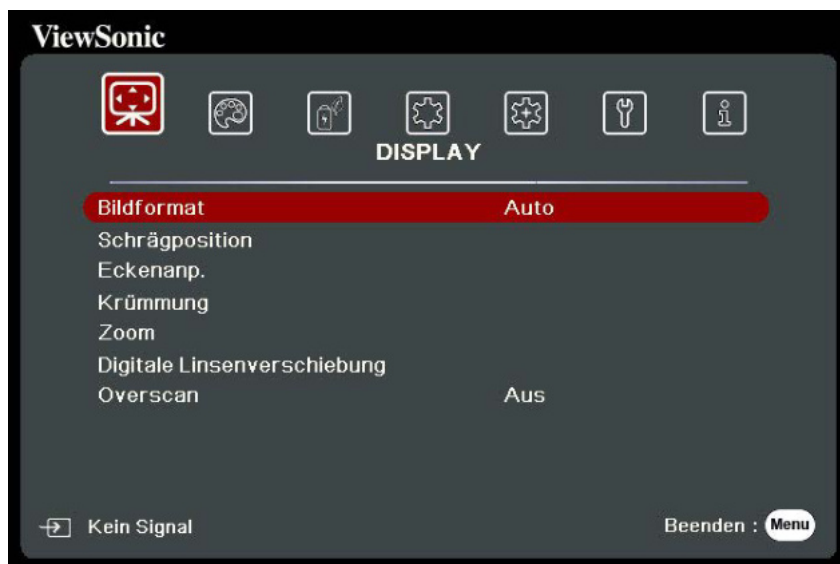 ViewSonic
DISPLAY
Bildformat Auto
Schrägposition
Eckenanp.
Krümmung
Zoom
Digitale Linsenverschiebung
Overscan Aus
Kein Signal Beenden : Menu